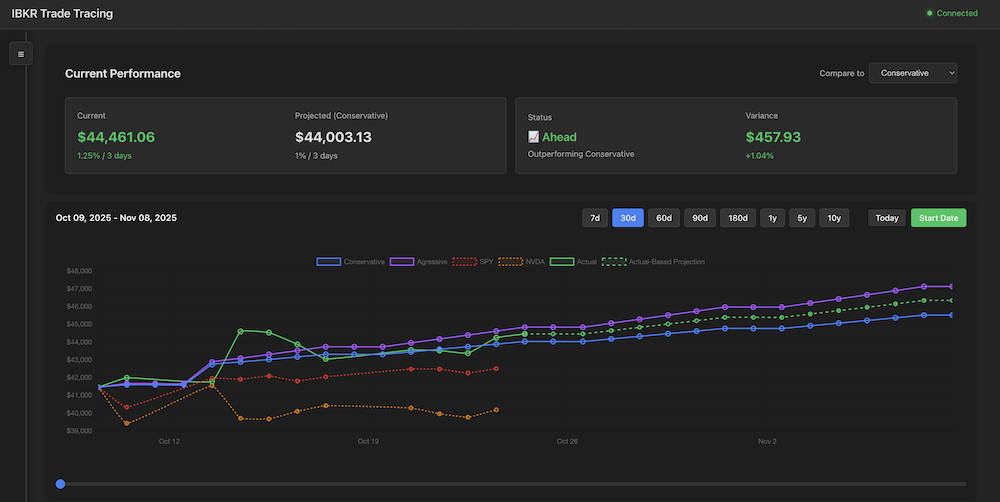 IBKR Trade Tracing
Connected
Current Performance
Compare to
Conservative
Current
Projected (Conservative)
$44,461.06
$44,003.13
1.25% / 3 days
1% / 3 days
Status
Variance
Ahead
$457.93
Outperforming Conservative
+1.04%
Oct 09, 2025 - Nov 08, 2025
7d
30d
60d
90d
180d
1y
5y
10y
Today
Start Date
Conservative
Agressive
SPY
NVDA
Actual
Actual-Based Projection
$48,000
$47,000
$46,000
$45,000
$44,000
$43,000
$42,000
$41,000
$40,000
$39,000
Oct 12
Oct 19
Oct 26
Nov 2